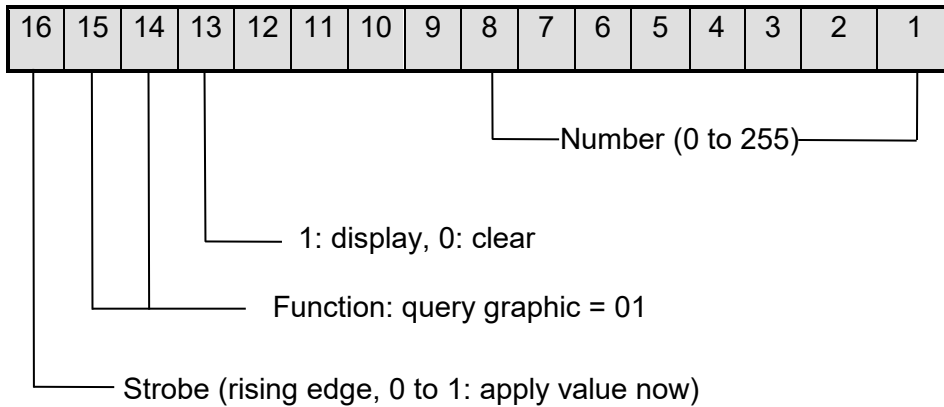 16 15 14 13 12 11 10 9 8 7 6 5 4 3 2 1
Number (0 to 255)
1: display, 0: clear
Function: query graphic = 01
Strobe (rising edge, 0 to 1: apply value now)